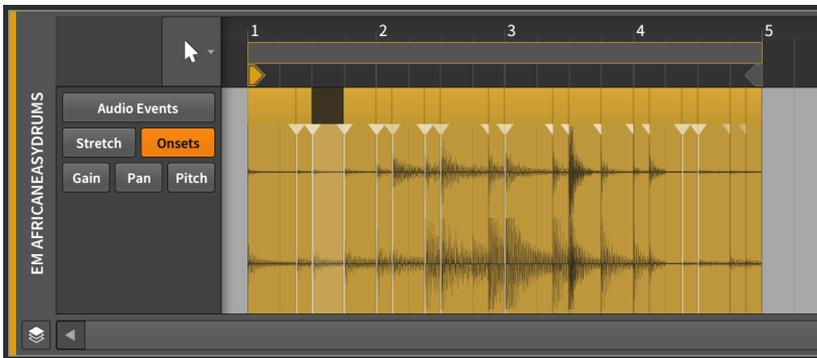 1 2 3 4 5
EM AFRICANEASYDRUMS
Audio Events
Stretch Onsets
Gain Pan Pitch